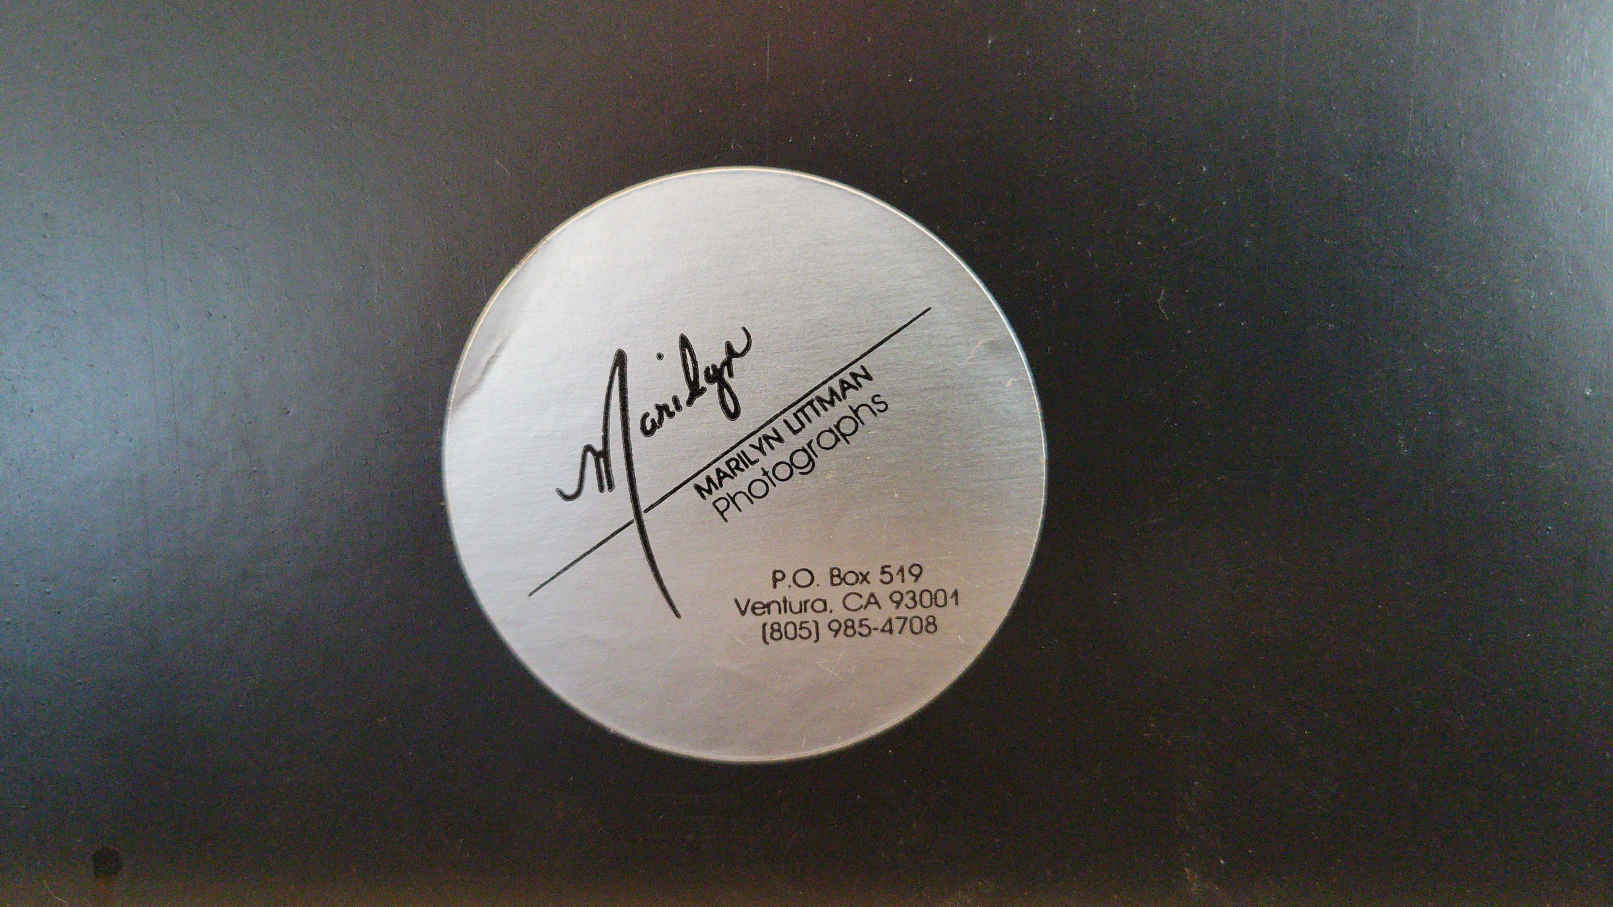 Marilyn
MARILYN LITTMAN
Photographs
P.O. Box 519
Ventura, CA 93001
(805) 985-4708